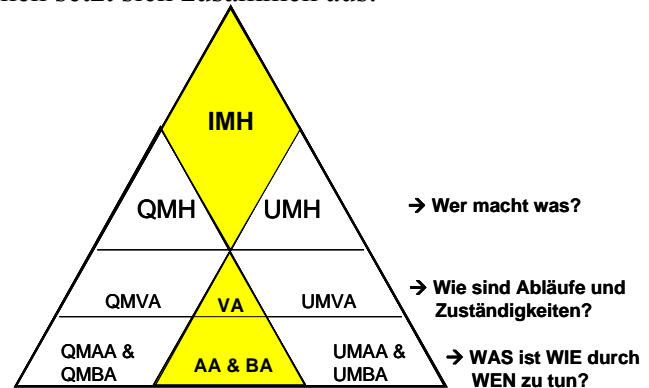 IMH
QMH UMH → Wer macht was?
QMVA VA UMVA → Wie sind Abläufe und
Zuständigkeiten?
QMAA & AA & BA UMAA & → WAS ist WIE durch
QMBA UMBA WEN zu tun?